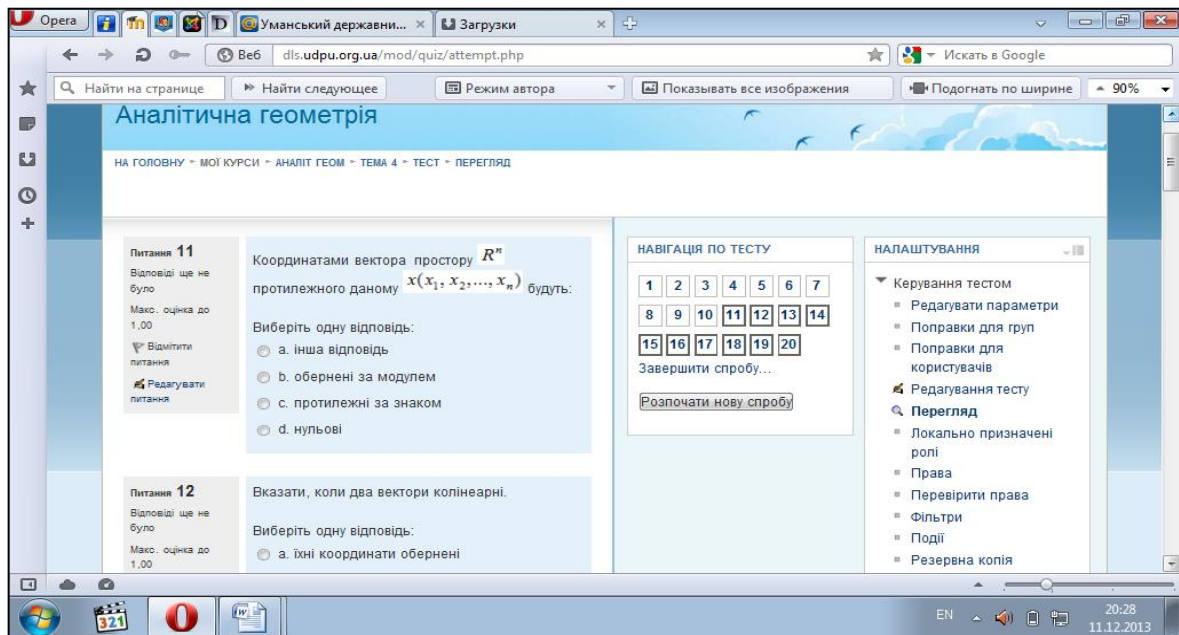 Opera
Уманський державни...
Загрузки
Веб
dls.udpu.org.ua/mod/quiz/attempt.php
Искать в Google
Найти на странице
Найти следующее
Режим автора
Показывать все изображения
Подогнать по ширине
90%
Аналітична геометрія
НА ГОЛОВНУ ► МОЇ КУРСИ ► АНАЛІТ ГЕОМ ► ТЕМА 4 ► ТЕСТ ► ПЕРЕГЛЯД
Питання 11
Відповіді ще не
було
Макс. оцінка до
1,00
Відмітити
питання
Редагувати
питання
Координатами вектора простору Rⁿ
протилежного даному x(x₁, x₂,..., xₙ) будуть:
Виберіть одну відповідь:
a. інша відповідь
b. обернені за модулем
c. протилежні за знаком
d. нульові
Питання 12
Відповіді ще не
було
Макс. оцінка до
1,00
Вказати, коли два вектори колінеарні.
Виберіть одну відповідь:
a. їхні координати обернені
НАВІГАЦІЯ ПО ТЕСТУ
1 2 3 4 5 6 7
8 9 10 11 12 13 14
15 16 17 18 19 20
Завершити спробу...
Розпочати нову спробу
НАЛАШТУВАННЯ
Керування тестом
Редагувати параметри
Поправки для груп
Поправки для
користувачів
Редагування тесту
Перегляд
Локально призначені
ролі
Права
Перевірити права
Фільтри
Події
Резервна копія
321
EN
20:28
11.12.2013